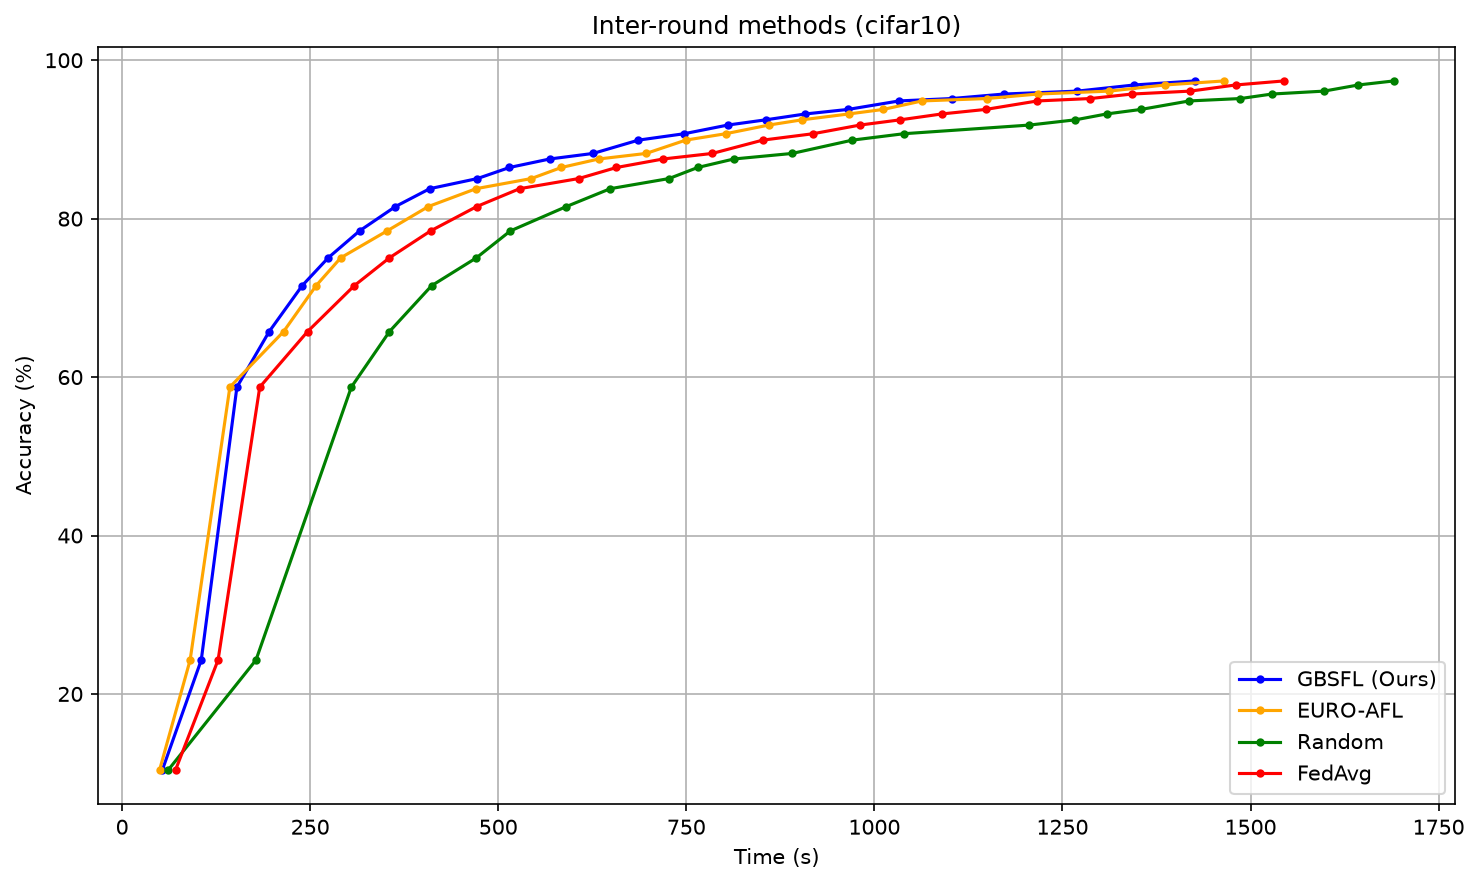 Inter-round methods (cifar10)
100
80
60
40
20
Accuracy (%)
0 250 500 750 1000 1250 1500 1750
Time (s)
GBSFL (Ours)
EURO-AFL
Random
FedAvg